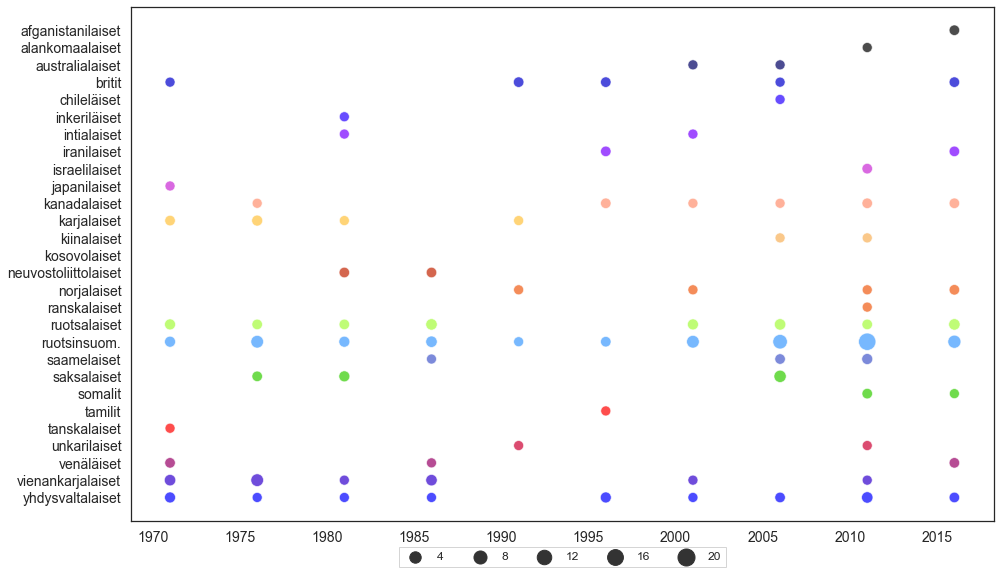 afganistanilaiset
alankomaalaiset
australialaiset
britit
chileläiset
inkeriläiset
intialaiset
iranilaiset
israelilaiset
japanilaiset
kanadalaiset
karjalaiset
kiinalaiset
kosovolaiset
neuvostoliittolaiset
norjalaiset
ranskalaiset
ruotsalaiset
ruotsinsuom.
saamelaiset
saksalaiset
somalit
tamilit
tanskalaiset
unkarilaiset
venäläiset
vienankarjalaiset
yhdysvaltalaiset
1970 1975 1980 1985 1990 1995 2000 2005 2010 2015
4 8 12 16 20